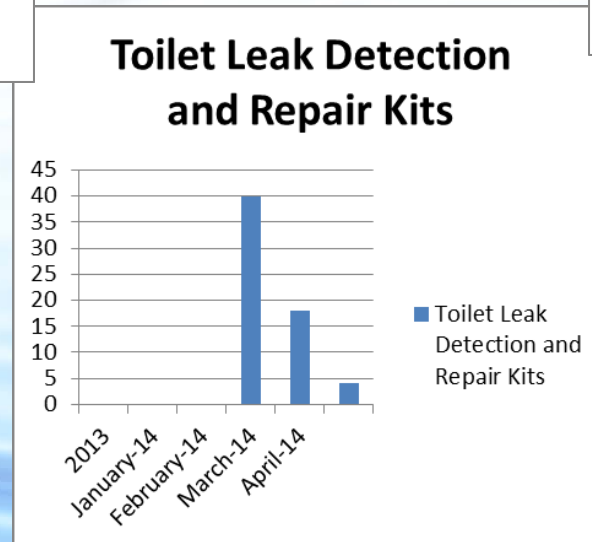 Toilet Leak Detection
and Repair Kits
45
40
35
30
25
20
15
10
5
0
2013
January-14
February-14
March-14
April-14
Toilet Leak
Detection and
Repair Kits